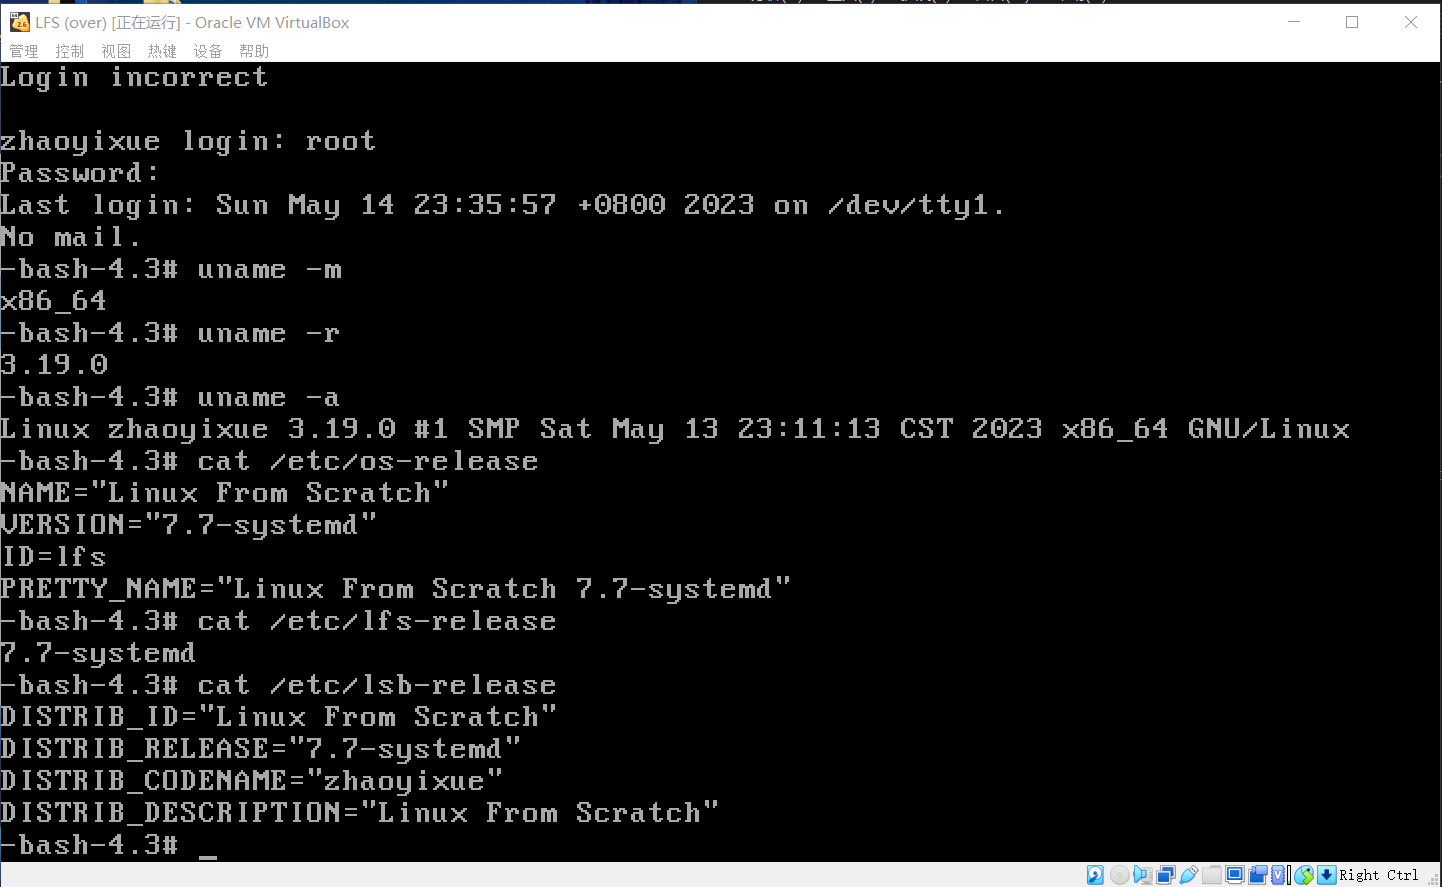 LFS (over) [正在运行] - Oracle VM VirtualBox
管理 控制 视图 热键 设备 帮助
Login incorrect
zhaoyixue login: root
Password:
Last login: Sun May 14 23:35:57 +0800 2023 on /dev/tty1.
No mail.
-bash-4.3# uname -m
x86_64
-bash-4.3# uname -r
3.19.0
-bash-4.3# uname -a
Linux zhaoyixue 3.19.0 #1 SMP Sat May 13 23:11:13 CST 2023 x86_64 GNU/Linux
-bash-4.3# cat /etc/os-release
NAME="Linux From Scratch"
VERSION="7.7-systemd"
ID=lfs
PRETTY_NAME="Linux From Scratch 7.7-systemd"
-bash-4.3# cat /etc/lfs-release
7.7-systemd
-bash-4.3# cat /etc/lsb-release
DISTRIB_ID="Linux From Scratch"
DISTRIB_RELEASE="7.7-systemd"
DISTRIB_CODENAME="zhaoyixue"
DISTRIB_DESCRIPTION="Linux From Scratch"
-bash-4.3# _
Right Ctrl